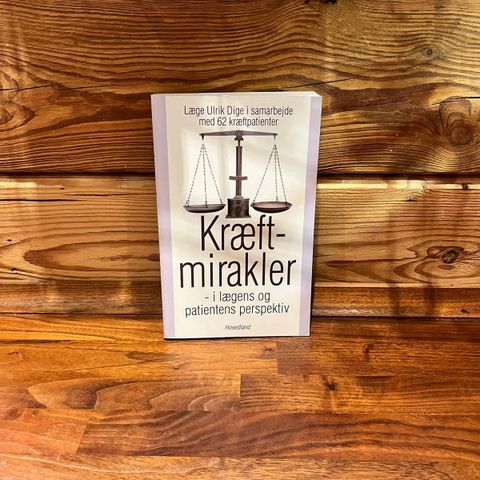 Læge Ulrik Dige i samarbejde
med 62 kræftpatienter
Kræft-
mirakler
- i lægens og
patientens perspektiv
Hovedland